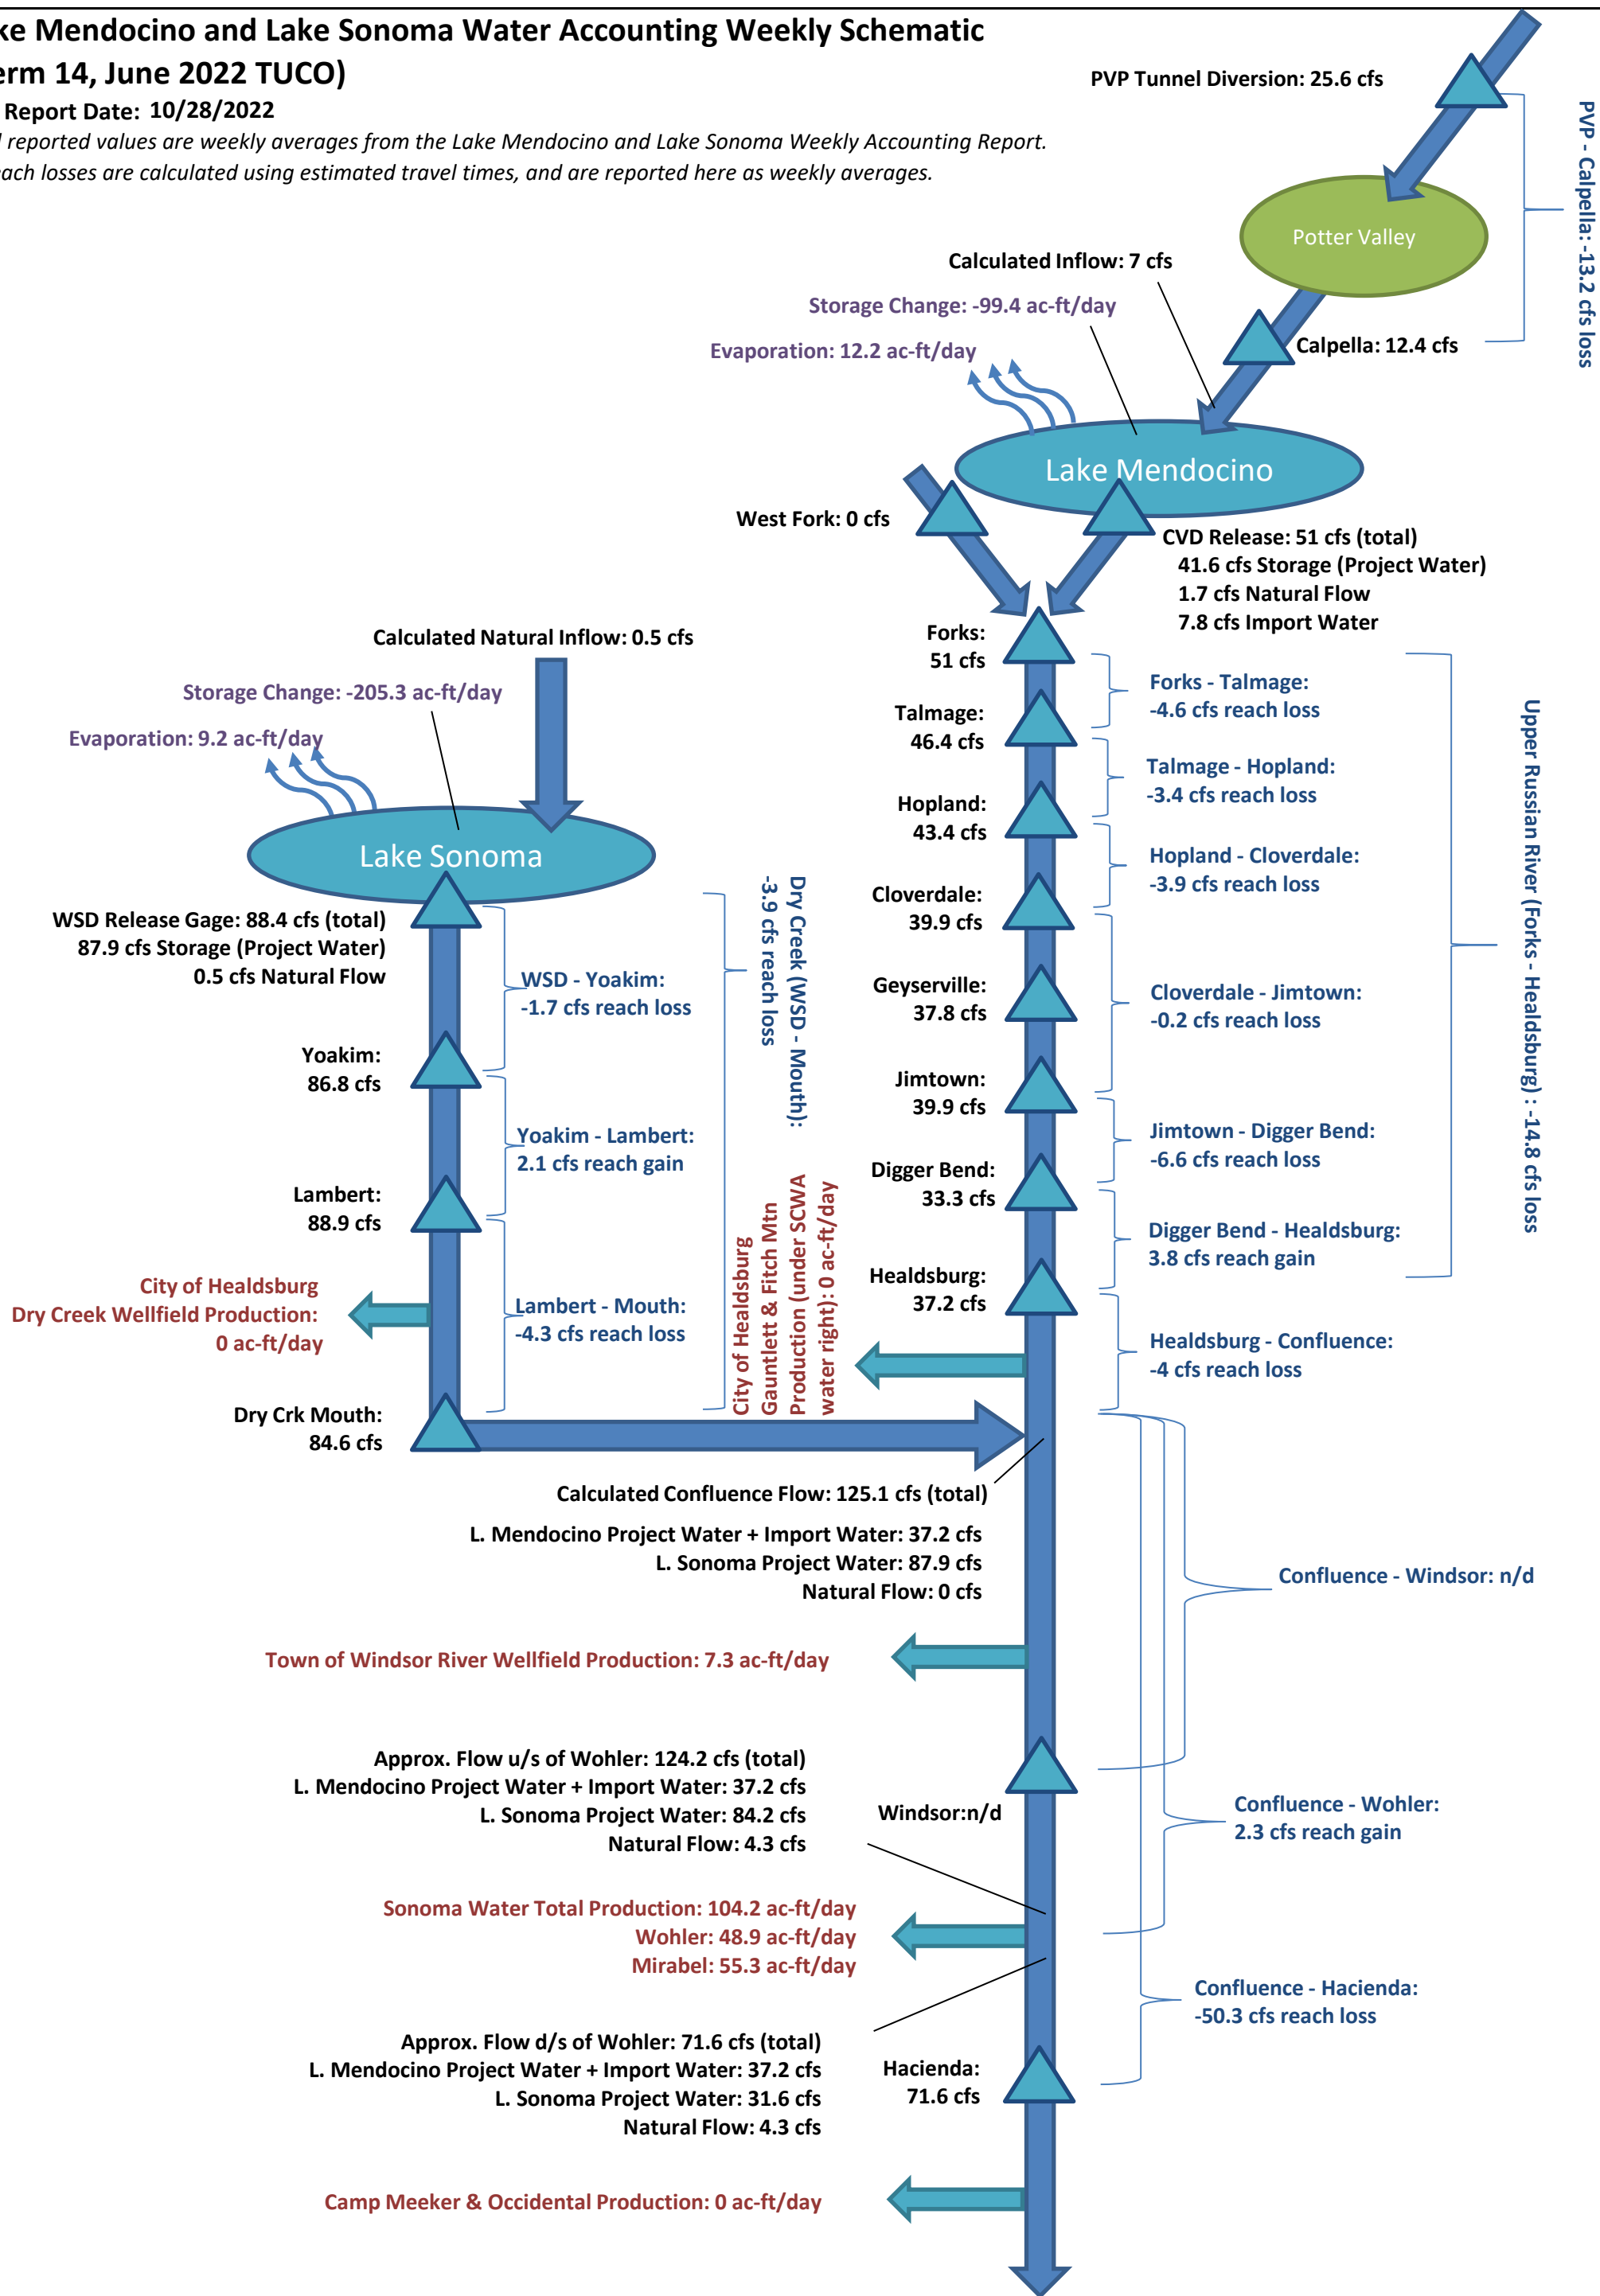 ke Mendocino and Lake Sonoma Water Accounting Weekly Schematic
erm 14, June 2022 TUCO)
Report Date: 10/28/2022
l reported values are weekly averages from the Lake Mendocino and Lake Sonoma Weekly Accounting Report.
each losses are calculated using estimated travel times, and are reported here as weekly averages.
PVP Tunnel Diversion: 25.6 cfs
PVP - Calpella: -13.2 cfs loss
Potter Valley
Calculated Inflow: 7 cfs
Storage Change: -99.4 ac-ft/day
Evaporation: 12.2 ac-ft/day
Calpella: 12.4 cfs
Lake Mendocino
West Fork: 0 cfs
CVD Release: 51 cfs (total)
41.6 cfs Storage (Project Water)
1.7 cfs Natural Flow
7.8 cfs Import Water
Forks:
51 cfs
Forks - Talmage:
-4.6 cfs reach loss
Talmage:
46.4 cfs
Talmage - Hopland:
-3.4 cfs reach loss
Hopland:
43.4 cfs
Hopland - Cloverdale:
-3.9 cfs reach loss
Cloverdale:
39.9 cfs
Geyserville:
37.8 cfs
Cloverdale - Jimtown:
-0.2 cfs reach loss
Jimtown:
39.9 cfs
Jimtown - Digger Bend:
-6.6 cfs reach loss
Digger Bend:
33.3 cfs
Digger Bend - Healdsburg:
3.8 cfs reach gain
Healdsburg:
37.2 cfs
Healdsburg - Confluence:
-4 cfs reach loss
Upper Russian River (Forks - Healdsburg) : -14.8 cfs loss
Calculated Natural Inflow: 0.5 cfs
Storage Change: -205.3 ac-ft/day
Evaporation: 9.2 ac-ft/day
Lake Sonoma
WSD Release Gage: 88.4 cfs (total)
87.9 cfs Storage (Project Water)
0.5 cfs Natural Flow
WSD - Yoakim:
-1.7 cfs reach loss
Yoakim:
86.8 cfs
Yoakim - Lambert:
2.1 cfs reach gain
Lambert:
88.9 cfs
Lambert - Mouth:
-4.3 cfs reach loss
City of Healdsburg
Dry Creek Wellfield Production:
0 ac-ft/day
Dry Crk Mouth:
84.6 cfs
Dry Creek (WSD - Mouth):
-3.9 cfs reach loss
City of Healdsburg
Gauntlett & Fitch Mtn
Production (under SCWA
water right): 0 ac-ft/day
Calculated Confluence Flow: 125.1 cfs (total)
L. Mendocino Project Water + Import Water: 37.2 cfs
L. Sonoma Project Water: 87.9 cfs
Natural Flow: 0 cfs
Confluence - Windsor: n/d
Town of Windsor River Wellfield Production: 7.3 ac-ft/day
Approx. Flow u/s of Wohler: 124.2 cfs (total)
L. Mendocino Project Water + Import Water: 37.2 cfs
L. Sonoma Project Water: 84.2 cfs
Natural Flow: 4.3 cfs
Windsor:n/d
Confluence - Wohler:
2.3 cfs reach gain
Sonoma Water Total Production: 104.2 ac-ft/day
Wohler: 48.9 ac-ft/day
Mirabel: 55.3 ac-ft/day
Confluence - Hacienda:
-50.3 cfs reach loss
Approx. Flow d/s of Wohler: 71.6 cfs (total)
L. Mendocino Project Water + Import Water: 37.2 cfs
L. Sonoma Project Water: 31.6 cfs
Natural Flow: 4.3 cfs
Hacienda:
71.6 cfs
Camp Meeker & Occidental Production: 0 ac-ft/day